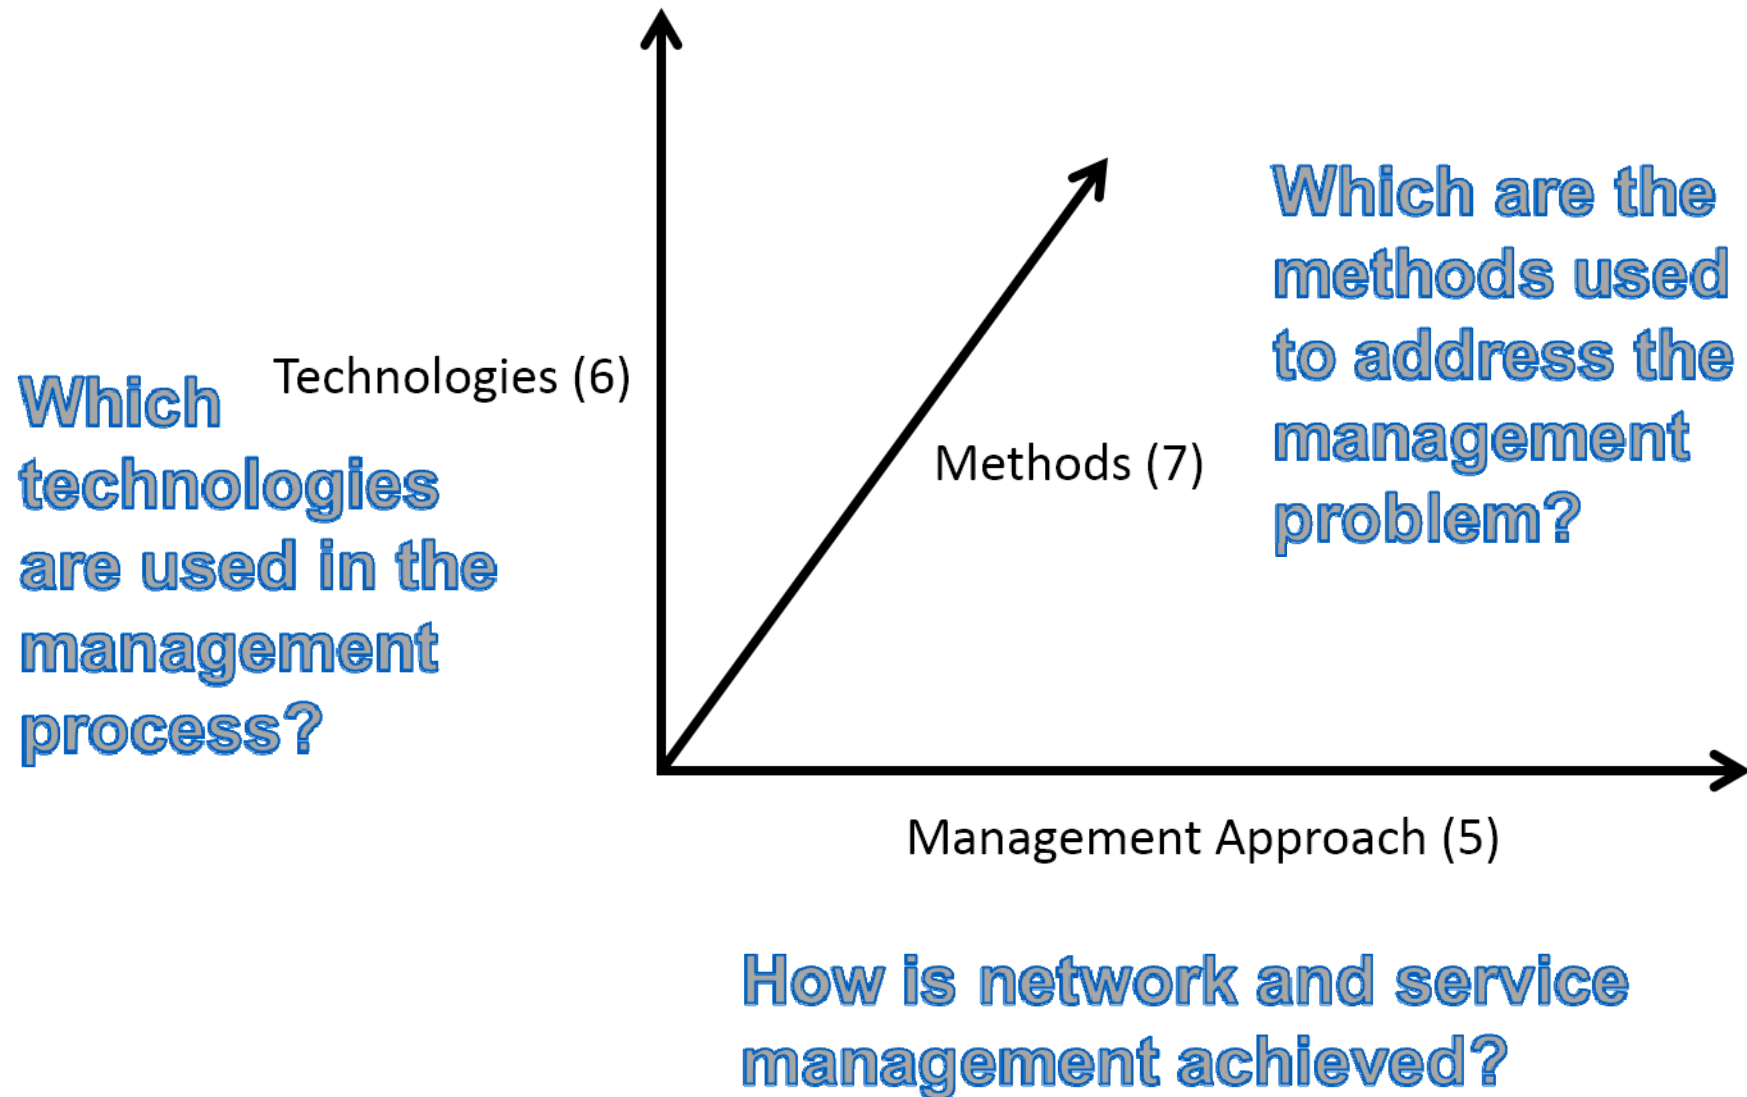 Which
technologies
are used in the
management
process?
Technologies (6)
Methods (7)
Which are the
methods used
to address the
management
problem?
Management Approach (5)
How is network and service
management achieved?